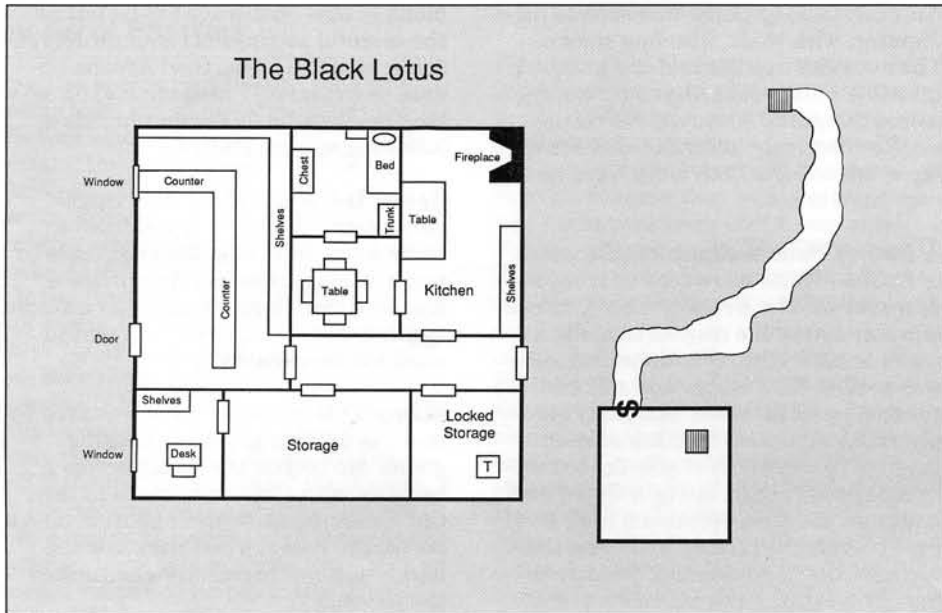 The Black Lotus
Window
Counter
Shelves
Counter
Chest
Bed
Trunk
Table
Fireplace
Table
Kitchen
Shelves
Door
Shelves
Window
Desk
Storage
Locked
Storage
T
S